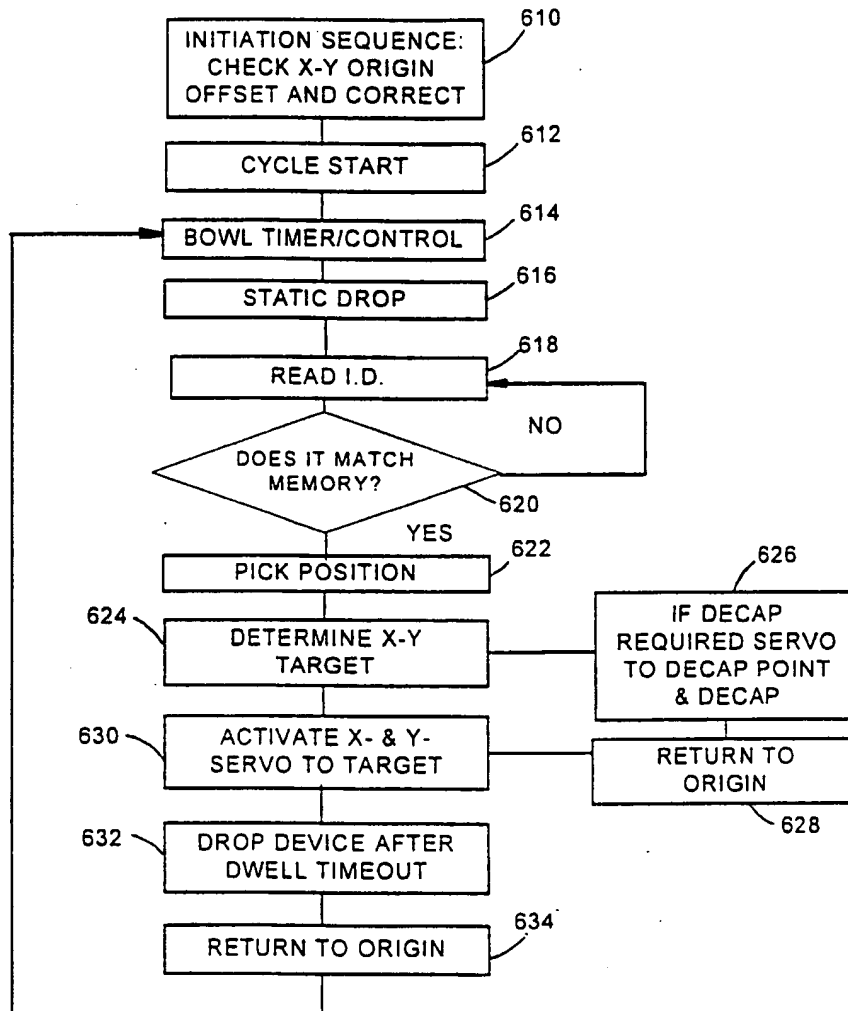 610
INITIATION SEQUENCE:
CHECK X-Y ORIGIN
OFFSET AND CORRECT
612
CYCLE START
614
BOWL TIMER/CONTROL
616
STATIC DROP
618
READ I.D.
NO
DOES IT MATCH
MEMORY?
620
YES
622
PICK POSITION
624
DETERMINE X-Y
TARGET
626
IF DECAP
REQUIRED SERVO
TO DECAP POINT
& DECAP
630
ACTIVATE X- & Y-
SERVO TO TARGET
RETURN TO
ORIGIN
628
632
DROP DEVICE AFTER
DWELL TIMEOUT
634
RETURN TO ORIGIN